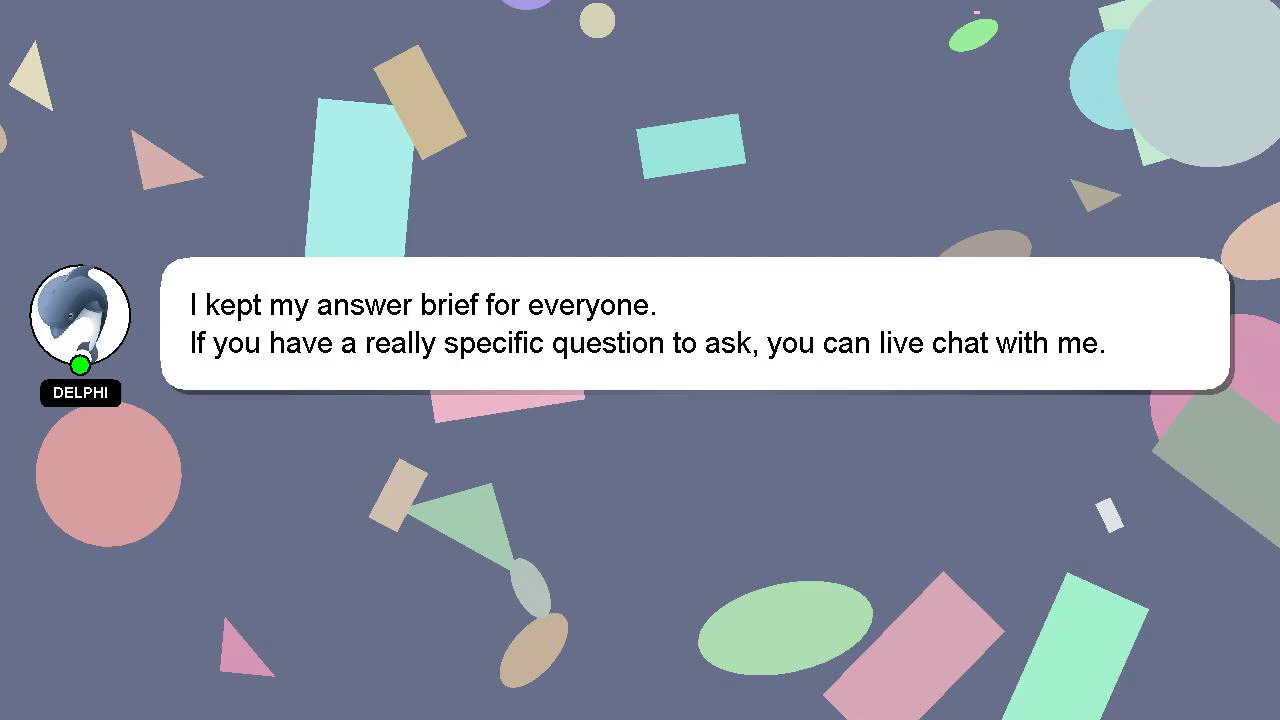 I kept my answer brief for everyone.
If you have a really specific question to ask, you can live chat with me.
DELPHI